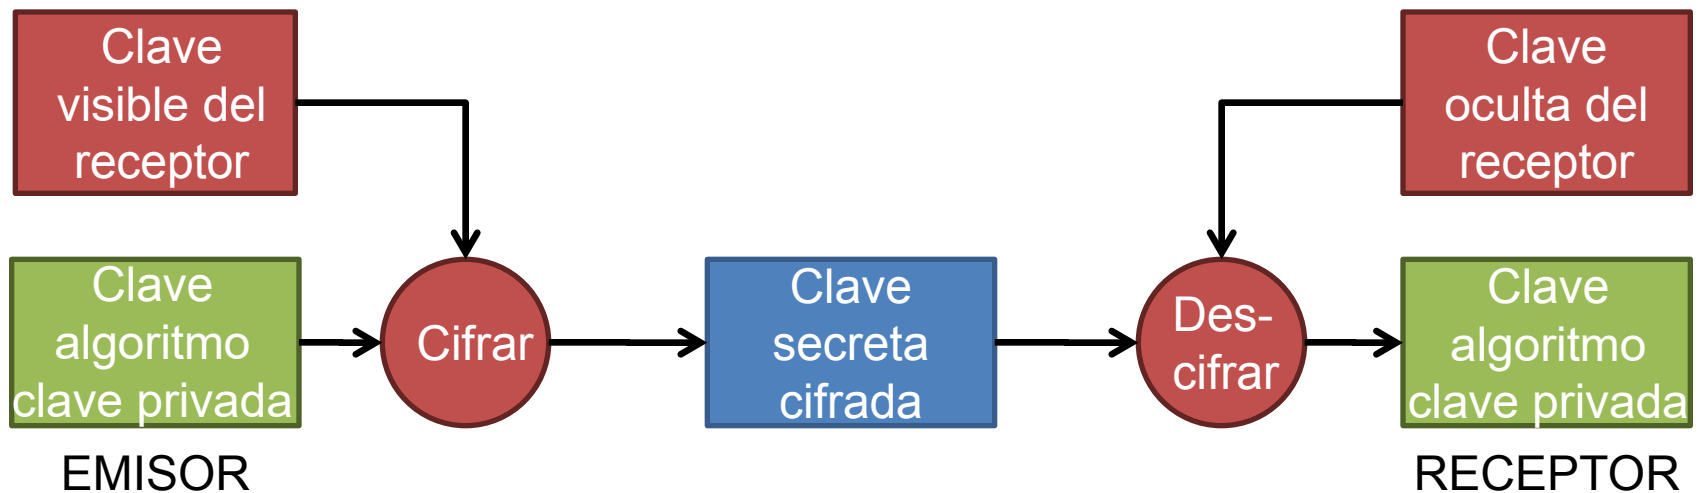 Clave
visible del
receptor
Clave
oculta del
receptor
Clave
algoritmo
clave privada
Cifrar
Clave
secreta
cifrada
Des-
cifrar
Clave
algoritmo
clave privada
EMISOR
RECEPTOR